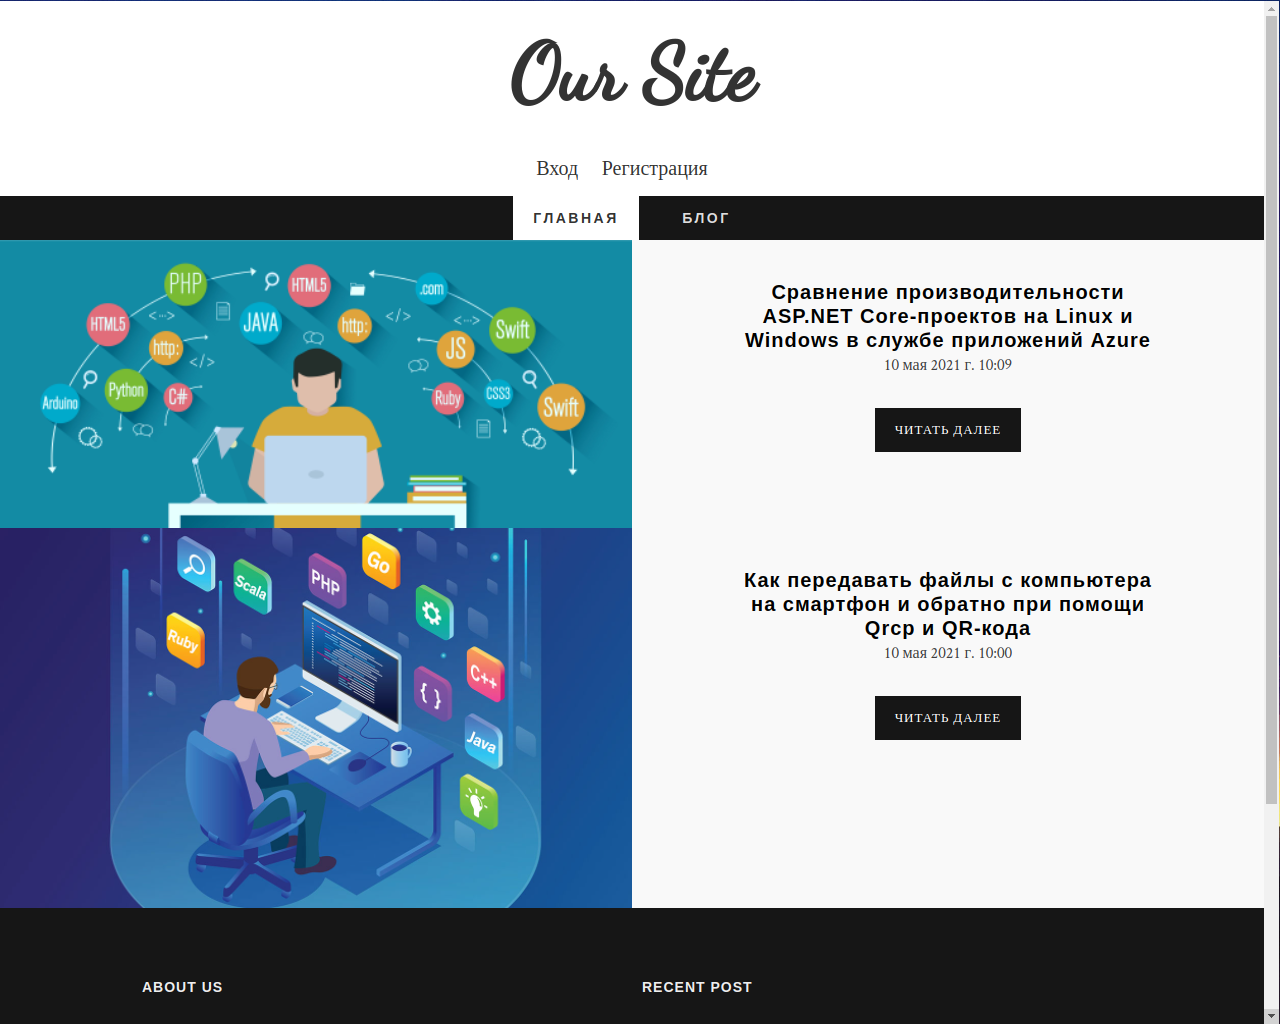 Our Site
Вход Регистрация
ГЛАВНАЯ БЛОГ
PHP
HTML5
.com
HTML5
JAVA
http:
Swift
http:
JS
Arduino
Python
C#
Ruby
CSS3
Swift
Сравнение производительности
ASP.NET Core-проектов на Linux и
Windows в службе приложений Azure
10 мая 2021 г. 10:09
ЧИТАТЬ ДАЛЕЕ
Scala
PHP
Go
Ruby
C++
{ }
Java
Как передавать файлы с компьютера
на смартфон и обратно при помощи
Qrcp и QR-кода
10 мая 2021 г. 10:00
ЧИТАТЬ ДАЛЕЕ
ABOUT US
RECENT POST